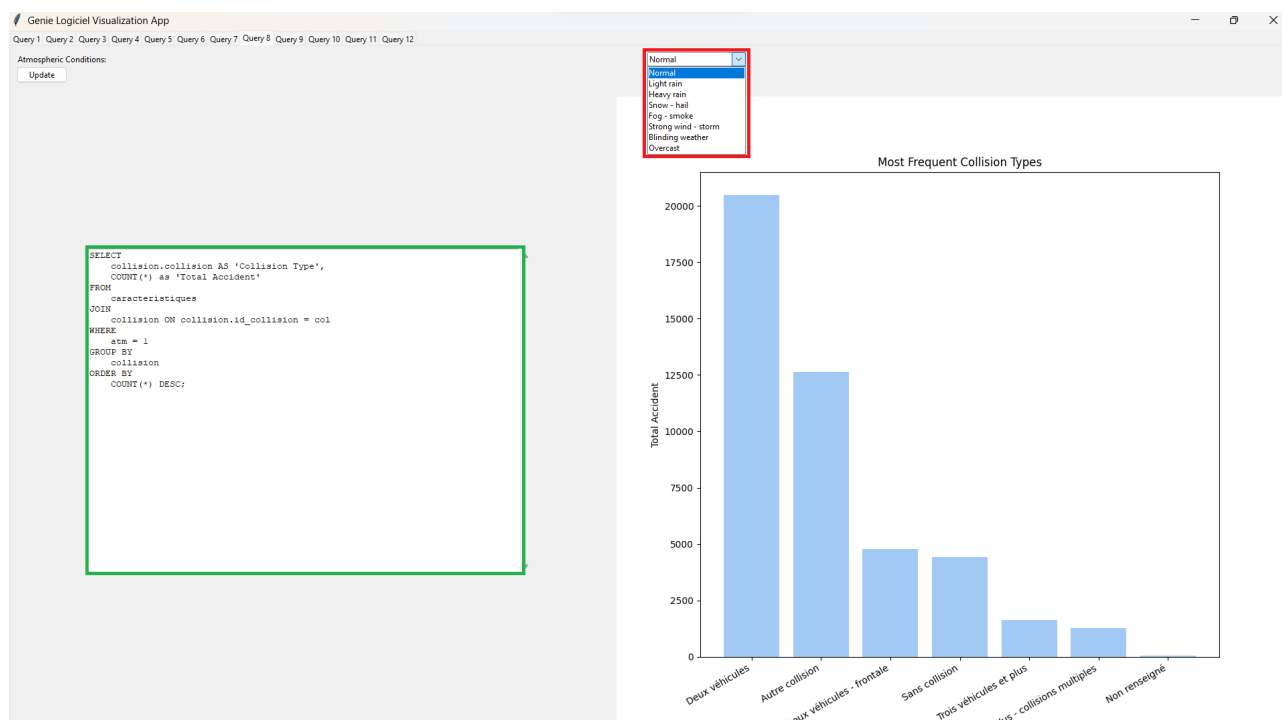 Genie Logiciel Visualization App
Query 1 Query 2 Query 3 Query 4 Query 5 Query 6 Query 7 Query 8 Query 9 Query 10 Query 11 Query 12
Atmospheric Conditions:
Update
Normal
Normal
Light rain
Heavy rain
Snow - hail
Fog - smoke
Strong wind - storm
Blinding weather
Overcast
SELECT
collision.collision AS 'Collision Type',
COUNT(*) as 'Total Accident'
FROM
caracteristiques
JOIN
collision ON collision.id_collision = col
WHERE
atm = 1
GROUP BY
collision
ORDER BY
COUNT(*) DESC;
Most Frequent Collision Types
Total Accident
20000
17500
15000
12500
10000
7500
5000
2500
0
Deux véhicules
Autre collision
véhicules - frontale
Sans collision
Trois véhicules et plus
- collisions multiples
Non renseigné